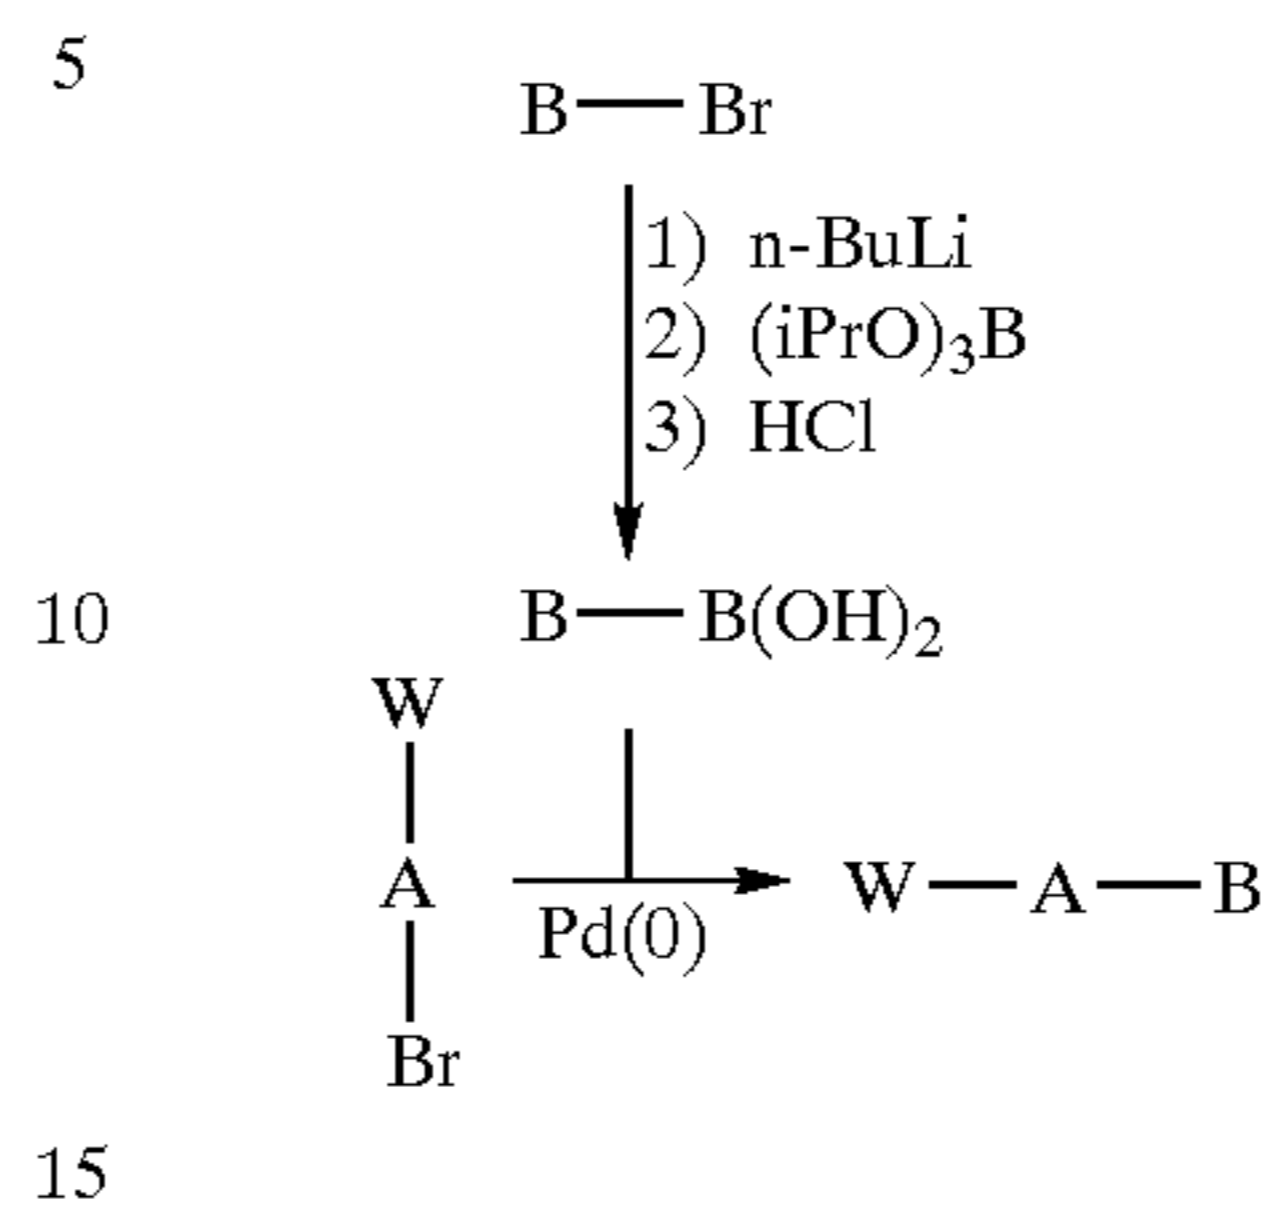 5
B—Br
1) n-BuLi
2) (iPrO)₃B
3) HCl
10
B—B(OH)₂
W
A
Br
Pd(0)
W—A—B
15